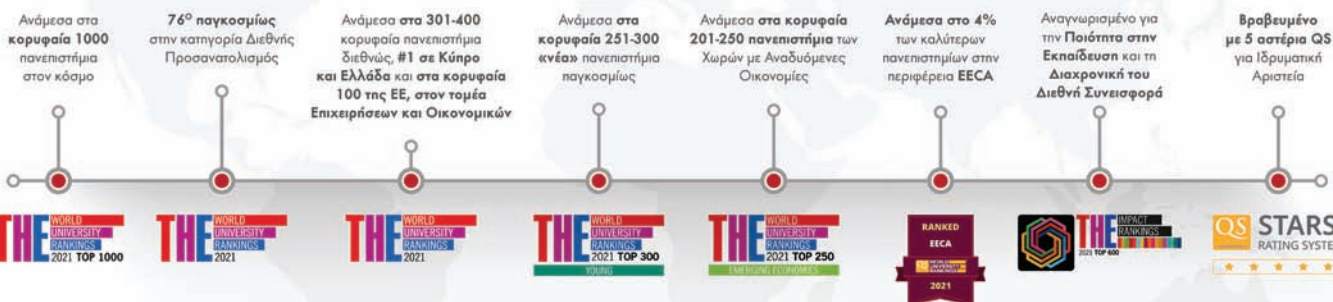 Ανάμεσα στα
κορυφαία 1000
πανεπιστήμια
στον κόσμο
76º παγκοσμίως
στην κατηγορία Διεθνής
Προσανατολισμός
Ανάμεσα στα 301-400
κορυφαία πανεπιστήμια
διεθνώς, #1 σε Κύπρο
και Ελλάδα και στα κορυφαία
100 της ΕΕ, στον τομέα
Επιχειρήσεων και Οικονομικών
Ανάμεσα στα
κορυφαία 251-300
«νέα» πανεπιστήμια
παγκοσμίως
Ανάμεσα στα κορυφαία
201-250 πανεπιστήμια των
Χωρών με Αναδυόμενες
Οικονομίες
Ανάμεσα στο 4%
των καλύτερων
πανεπιστημίων στην
περιφέρεια EECA
Αναγνωρισμένο για
την Ποιότητα στην
Εκπαίδευση και τη
Διαχρονική του
Διεθνή Συνεισφορά
Βραβευμένο
με 5 αστέρια QS
για Ιδρυματική
Αριστεία
THE WORLD
UNIVERSITY
RANKINGS
2021 TOP 1000
THE WORLD
UNIVERSITY
RANKINGS
2021
THE WORLD
UNIVERSITY
RANKINGS
2021
THE WORLD
UNIVERSITY
RANKINGS
2021 TOP 300
YOUNG
THE WORLD
UNIVERSITY
RANKINGS
2021 TOP 250
EMERGING ECONOMIES
RANKED
EECA
QS WORLD
UNIVERSITY
RANKINGS
2021
THE IMPACT
RANKINGS
2021 TOP 600
QS STARS
RATING SYSTE